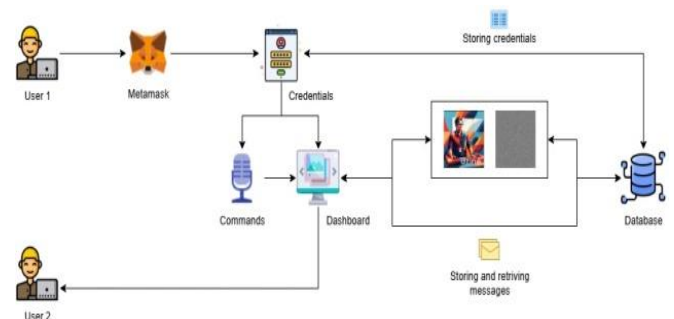 Storing credentials
User 1
Metamask
Credentials
Commands
Dashboard
Database
Storing and retriving
messages
User 2